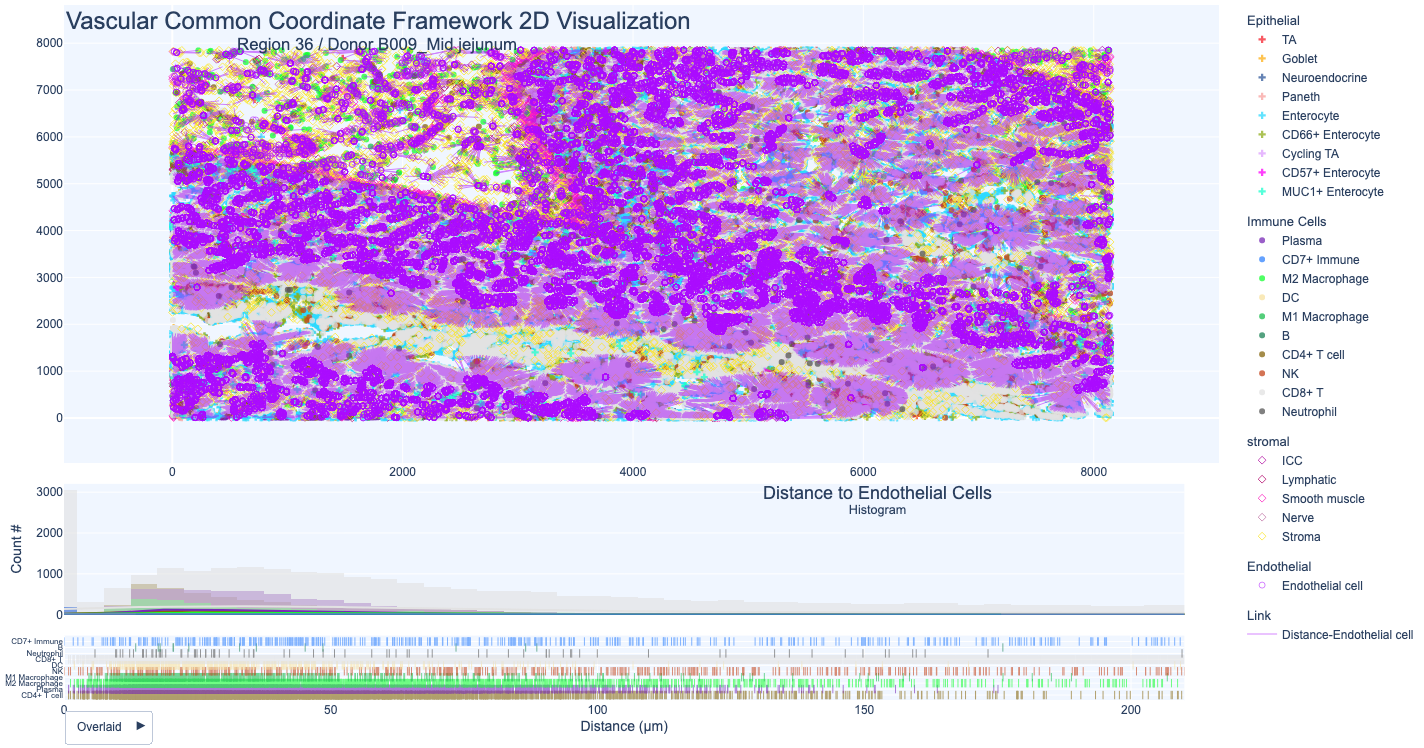 Vascular Common Coordinate Framework 2D Visualization
Region 36 / Donor B009_Mid jejunum
8000
7000
6000
5000
4000
3000
2000
1000
0
0 2000 4000 6000 8000
Epithelial
TA
Goblet
Neuroendocrine
Paneth
Enterocyte
CD66+ Enterocyte
Cycling TA
CD57+ Enterocyte
MUC1+ Enterocyte
Immune Cells
Plasma
CD7+ Immune
M2 Macrophage
DC
M1 Macrophage
B
CD4+ T cell
NK
CD8+ T
Neutrophil
stromal
ICC
Lymphatic
Smooth muscle
Nerve
Stroma
Endothelial
Endothelial cell
Link
Distance-Endothelial cell
Distance to Endothelial Cells
Histogram
Count #
3000
2000
1000
0
CD7+ Immune
B
Neutrophil
CD8+ T
DC
NK
M1 Macrophage
M2 Macrophage
Plasma
CD4+ T cell
0 50 100 150 200
Distance (μm)
Overlaid ►